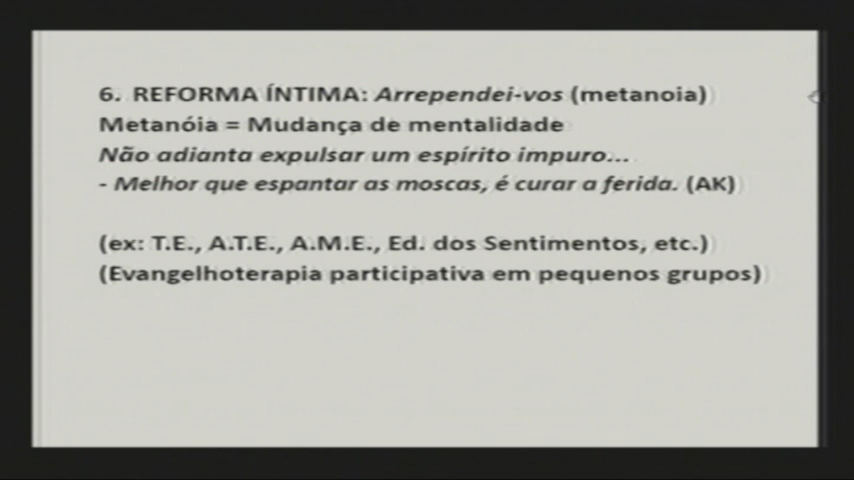 6. REFORMA ÍNTIMA: Arrependei-vos (metanoia)
Metanóia = Mudança de mentalidade
Não adianta expulsar um espírito impuro...
- Melhor que espantar as moscas, é curar a ferida. (AK)
(ex: T.E., A.T.E., A.M.E., Ed. dos Sentimentos, etc.)
(Evangelhoterapia participativa em pequenos grupos)